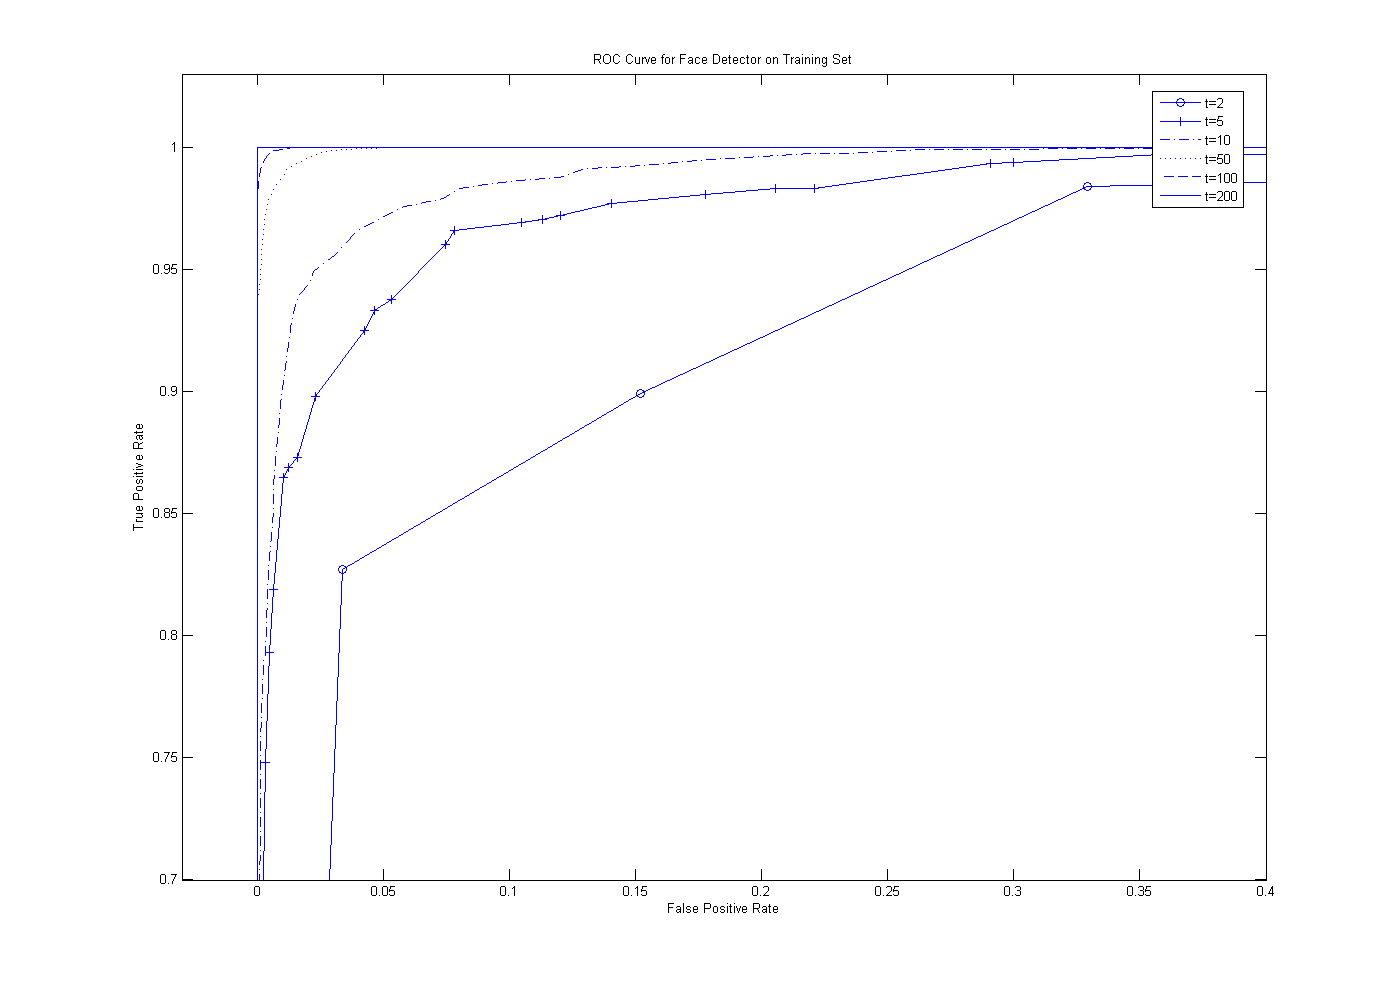 ROC Curve for Face Detector on Training Set
t=2
t=5
t=10
t=50
t=100
t=200
1
0.95
0.9
0.85
0.8
0.75
0.7
True Positive Rate
0 0.05 0.1 0.15 0.2 0.25 0.3 0.35 0.4
False Positive Rate